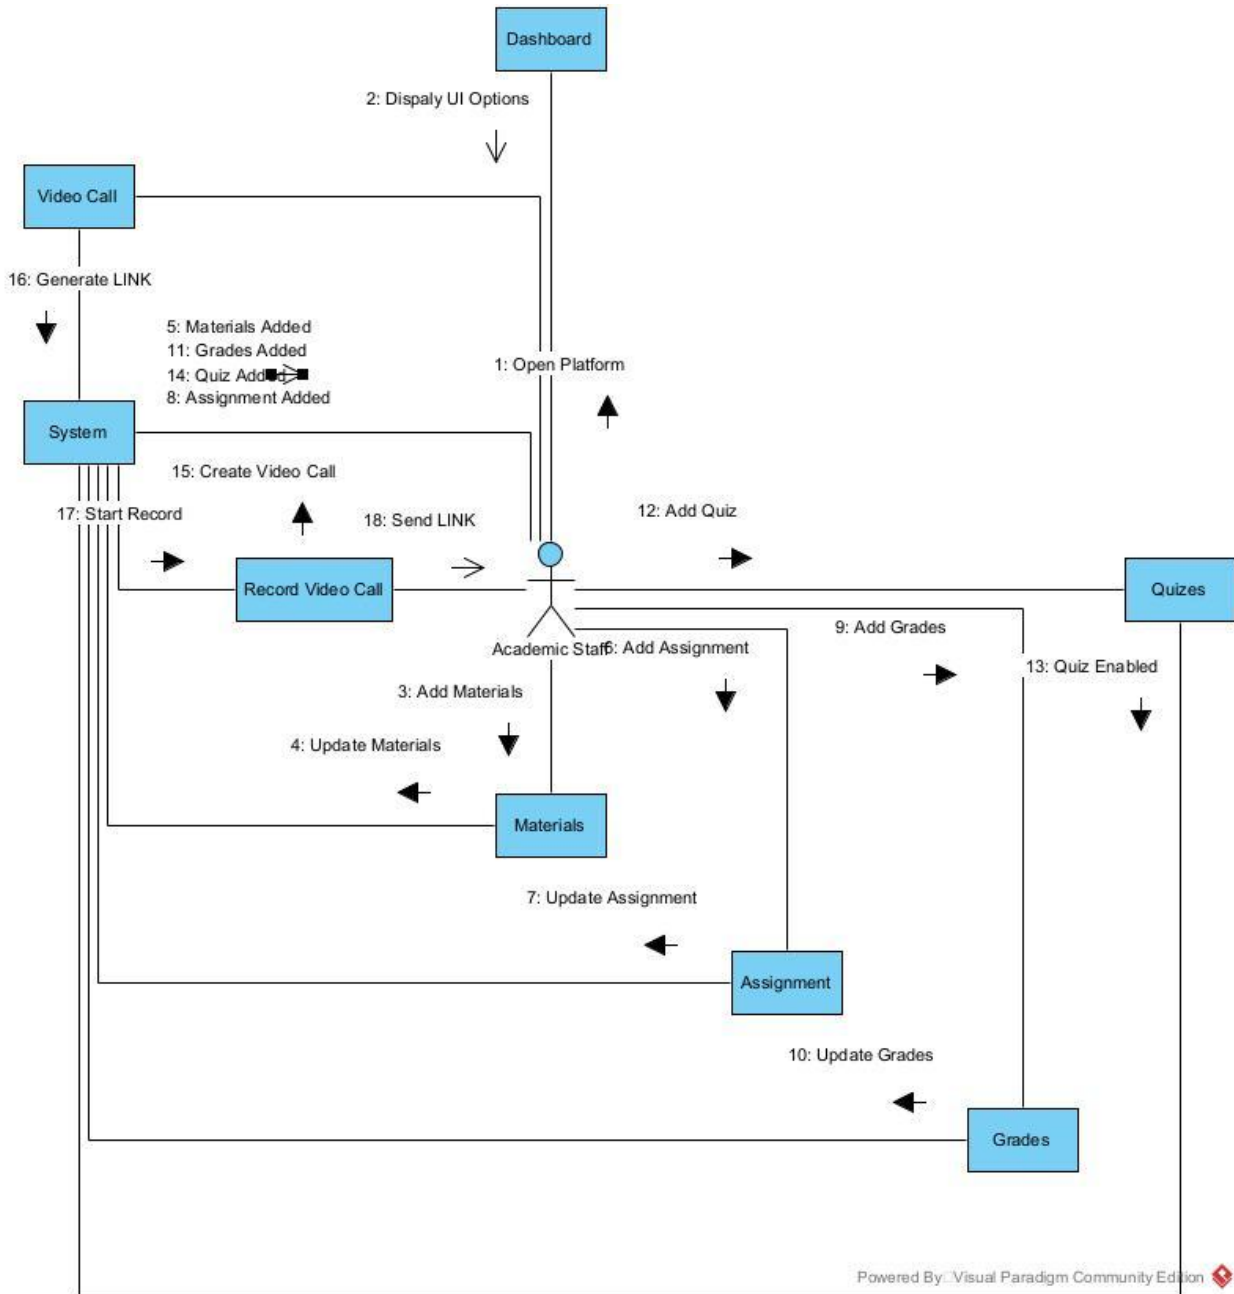 Dashboard
2: Dispaly UI Options
Video Call
16: Generate LINK
5: Materials Added
11: Grades Added
14: Quiz Added
8: Assignment Added
1: Open Platform
System
15: Create Video Call
17: Start Record
18: Send LINK
12: Add Quiz
Record Video Call
Quizes
Academic Staff
6: Add Assignment
9: Add Grades
13: Quiz Enabled
3: Add Materials
4: Update Materials
Materials
7: Update Assignment
Assignment
10: Update Grades
Grades
Powered By Visual Paradigm Community Edition